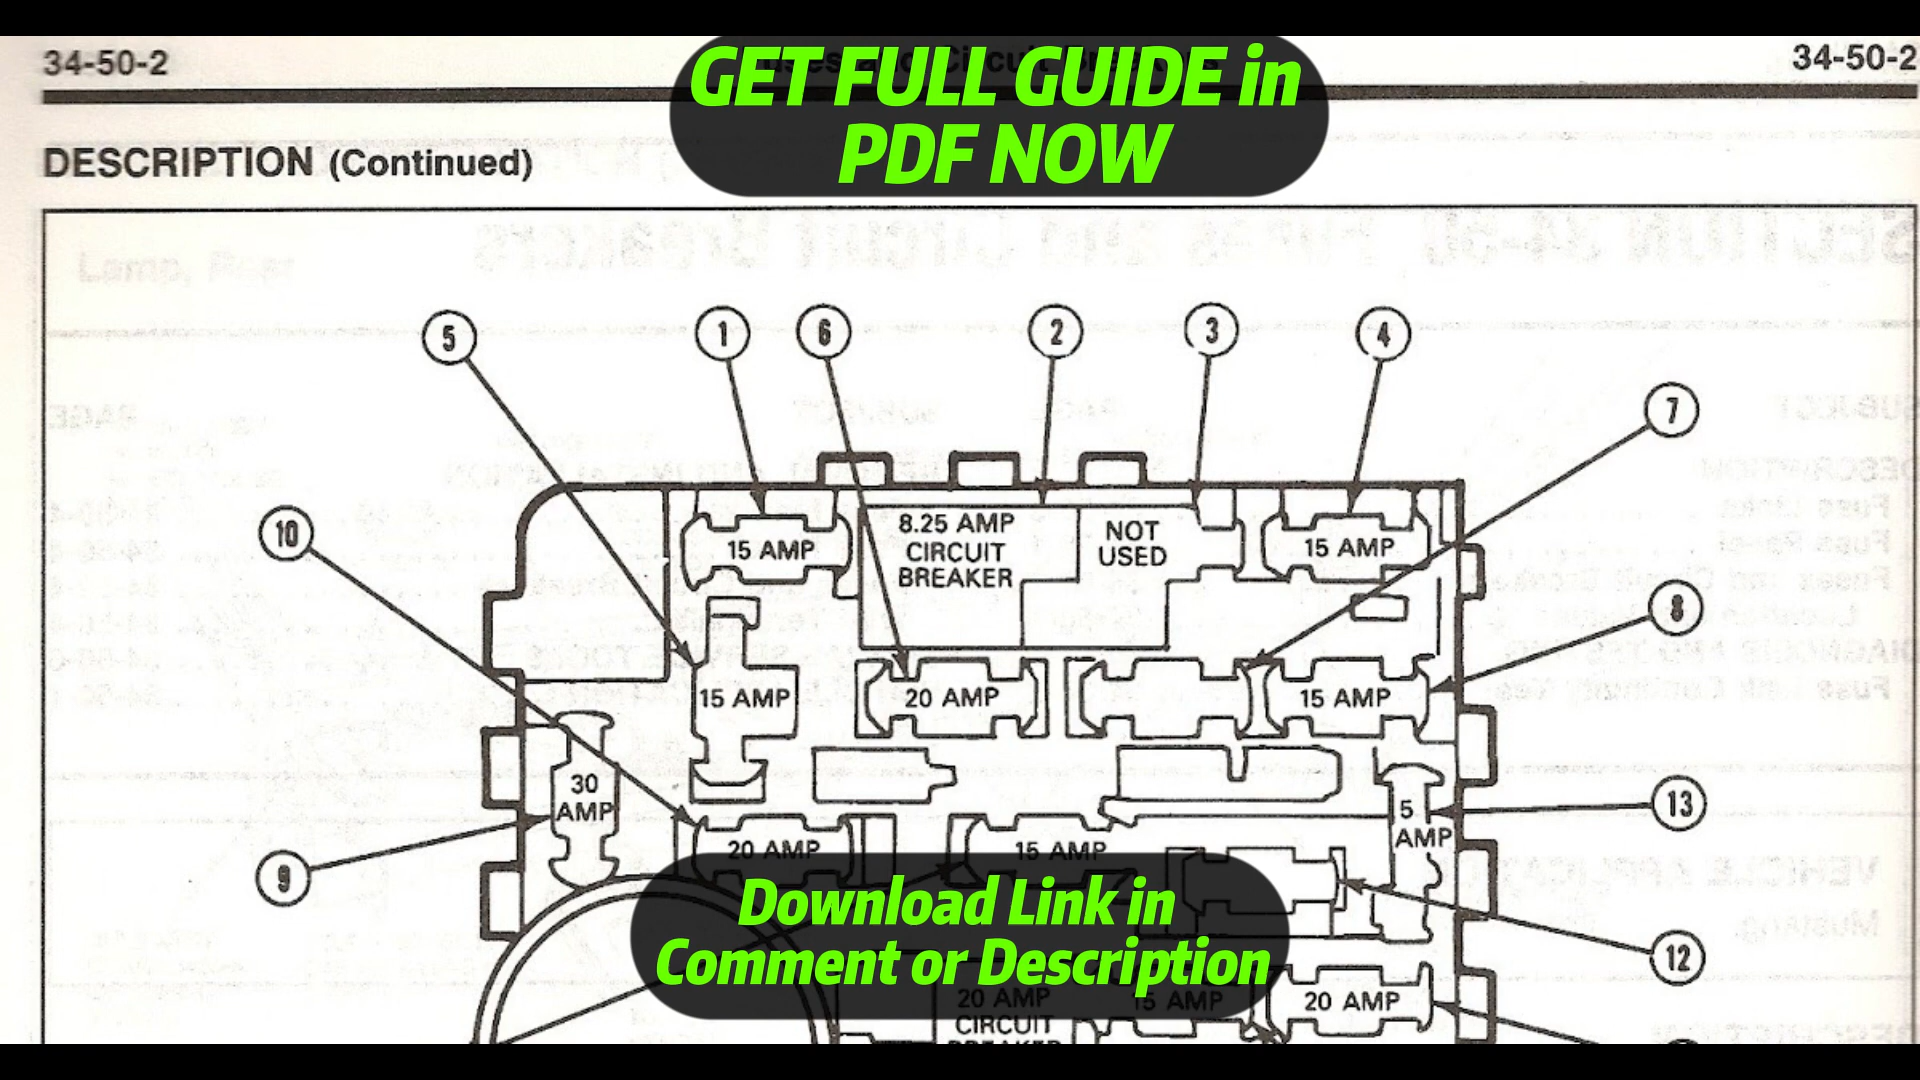 34-50-2
34-50-2
GET FULL GUIDE in
PDF NOW
DESCRIPTION (Continued)
5
1
6
2
3
4
7
10
8.25 AMP
CIRCUIT
BREAKER
NOT
USED
15 AMP
15 AMP
8
15 AMP
20 AMP
15 AMP
30
AMP
13
5
AMP
9
20 AMP
15 AMP
Download Link in
Comment or Description
12
20 AMP
CIRCUIT
BREAKER
15 AMP
20 AMP